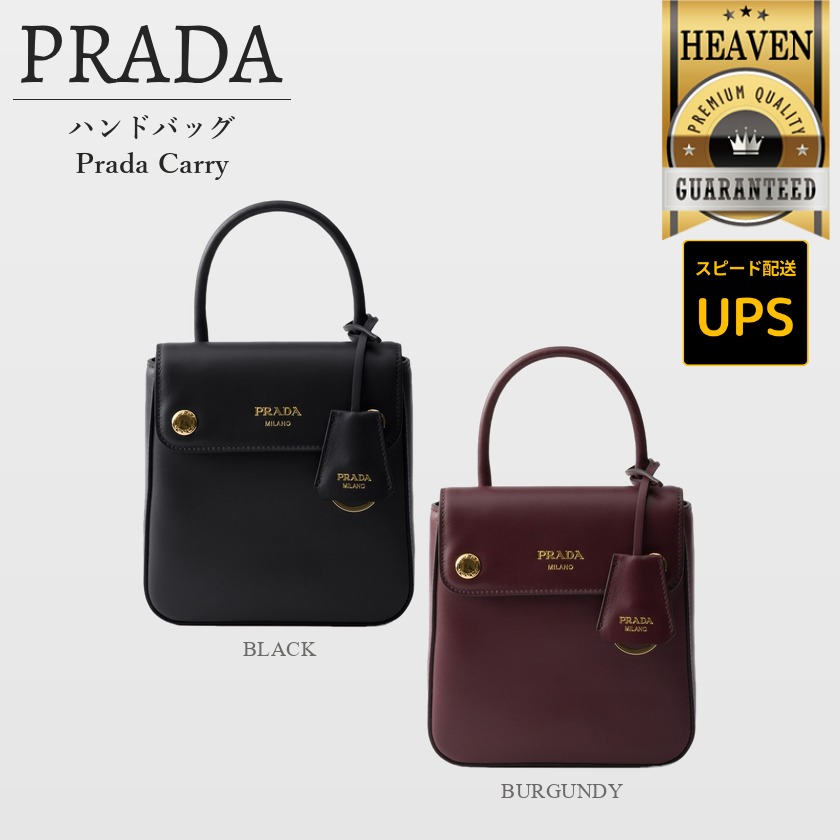 PRADA
ハンドバッグ
Prada Carry
HEAVEN
PREMIUM QUALITY
GUARANTEED
スピード配送
UPS
PRADA
MILANO
PRADA
MILANO
BLACK
PRADA
MILANO
PRADA
MILANO
BURGUNDY